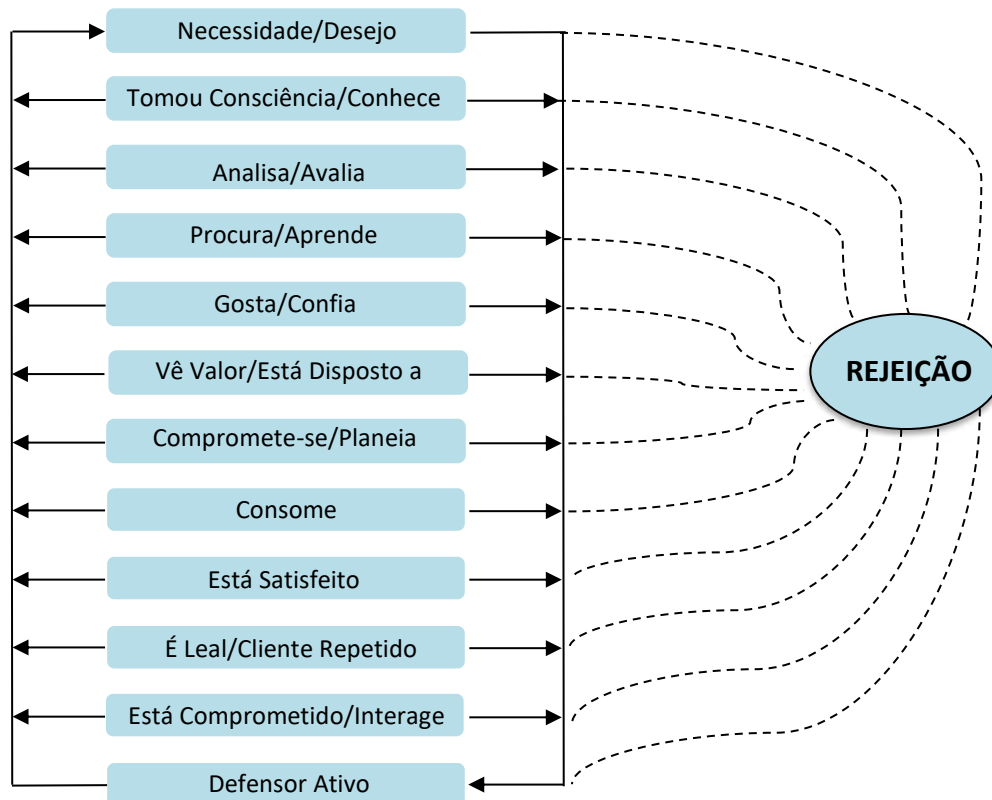 Necessidade/Desejo
Tomou Consciência/Conhece
Analisa/Avalia
Procura/Aprende
Gosta/Confia
Vê Valor/Está Disposto a
Compromete-se/Planeia
Consome
Está Satisfeito
É Leal/Cliente Repetido
Está Comprometido/Interage
Defensor Ativo
REJEIÇÃO